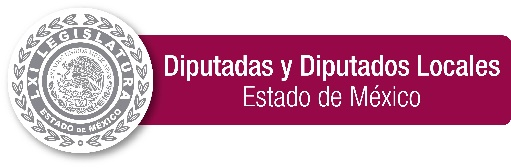 LXI LEGISLATURA
ESTADO DE MÉXICO
Diputadas y Diputados Locales
Estado de México